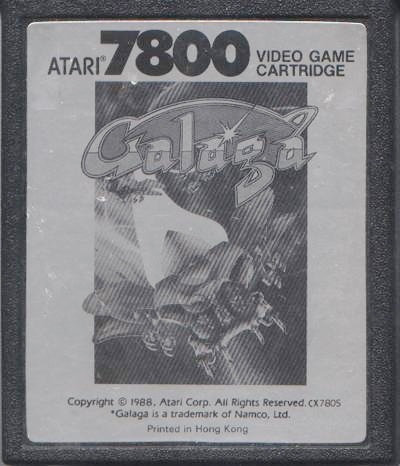 ATARI® 7800 VIDEO GAME
CARTRIDGE
Galaga
Copyright © 1988, Atari Corp. All Rights Reserved. CX7805
*Galaga is a trademark of Namco, Ltd.
Printed in Hong Kong